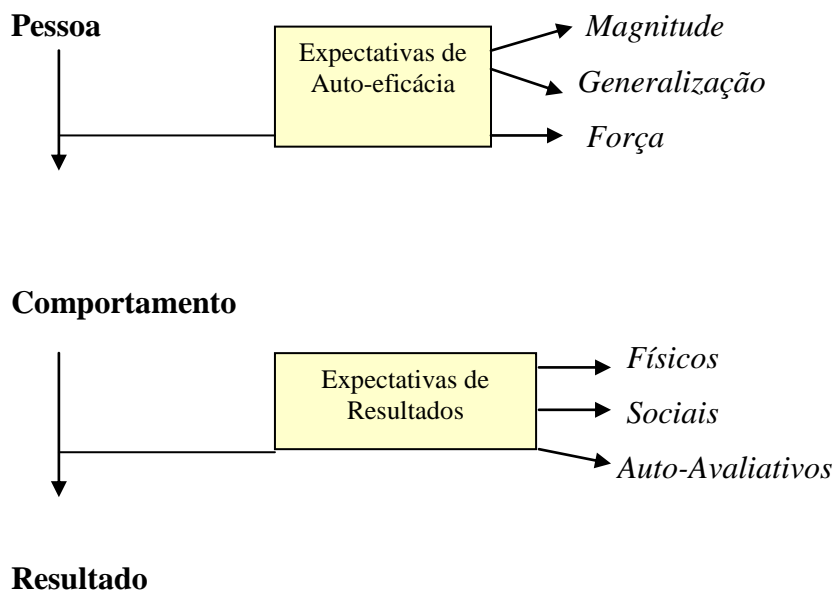 Pessoa
Expectativas de
Auto-eficácia
Magnitude
Generalização
Força
Comportamento
Expectativas de
Resultados
Físicos
Sociais
Auto-Avaliativos
Resultado